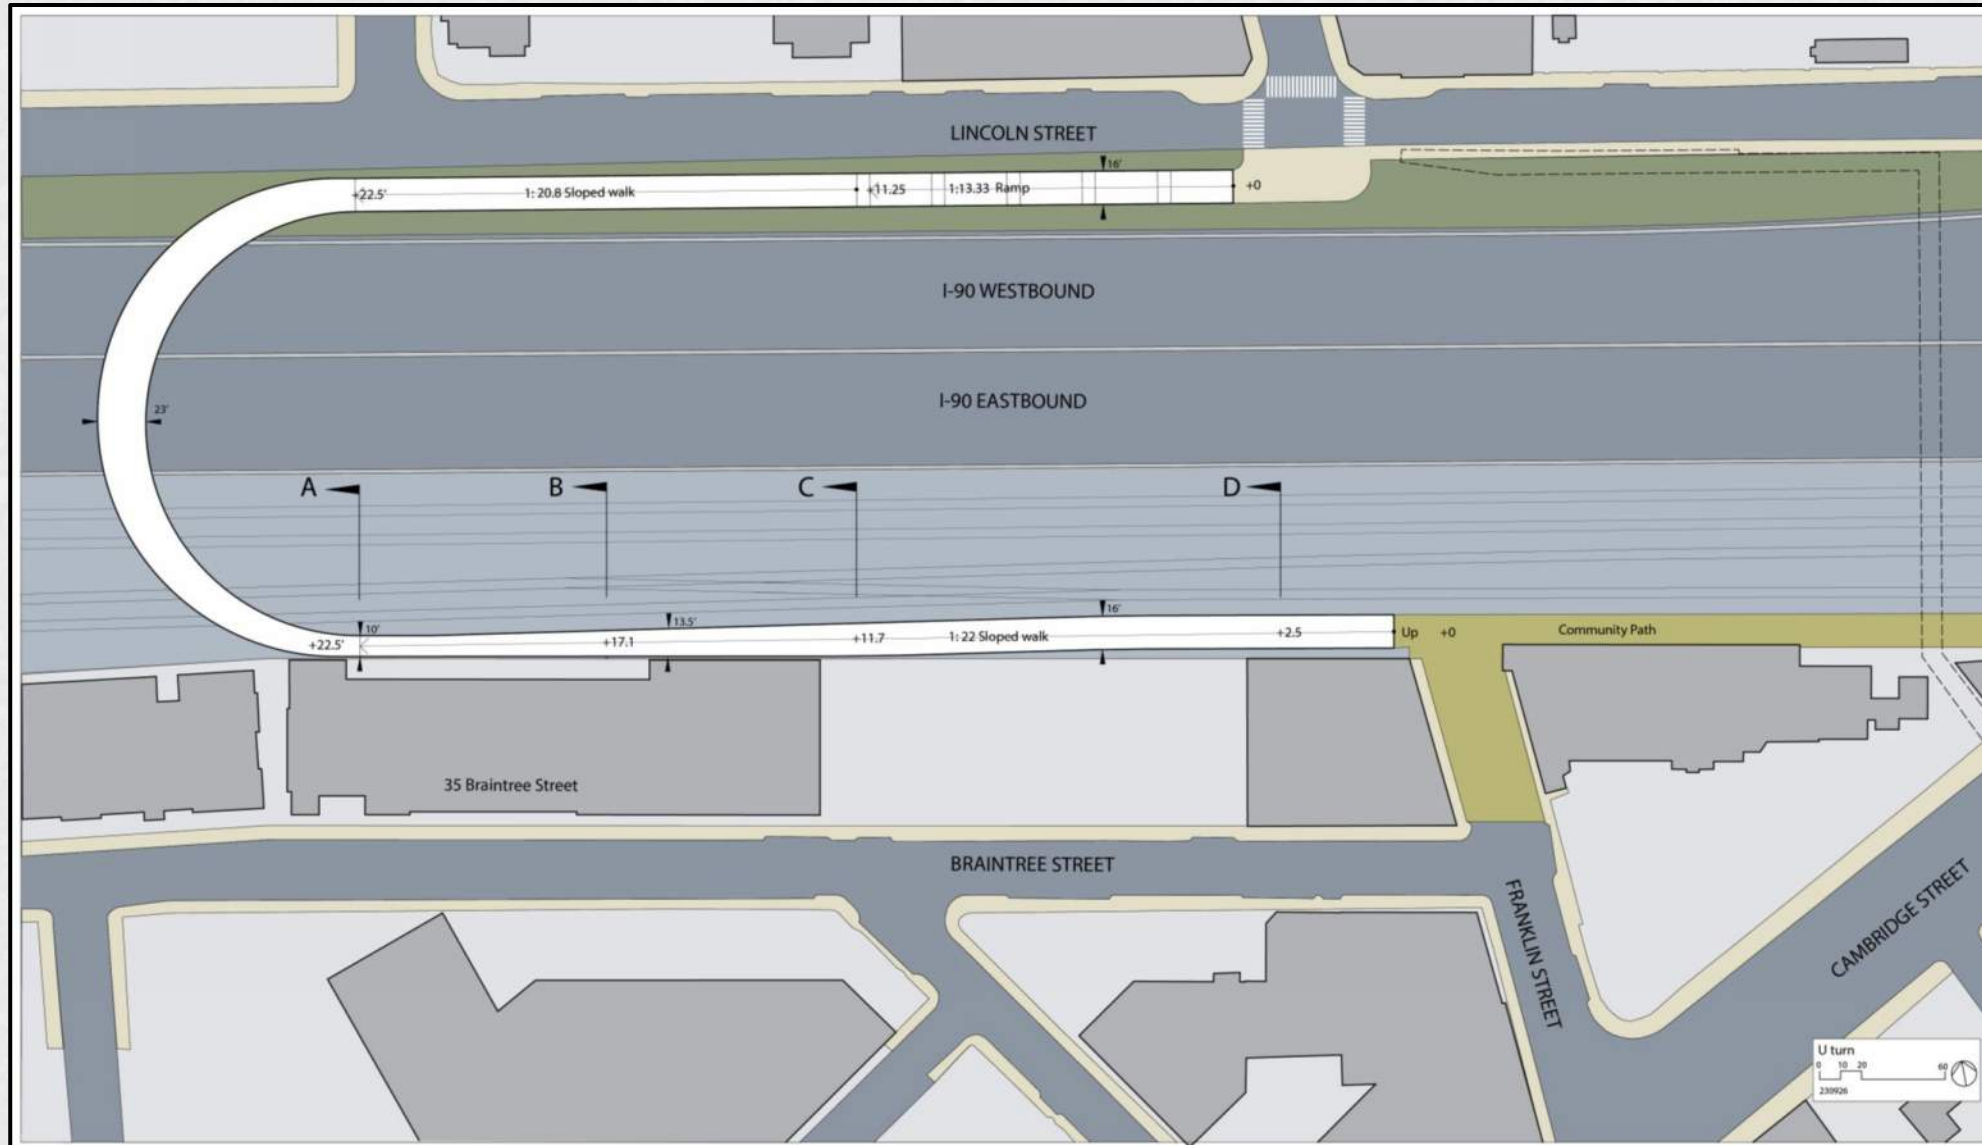 LINCOLN STREET
16'
+22.5'
1: 20.8 Sloped walk
+11.25
1:13.33 Ramp
+0
I-90 WESTBOUND
I-90 EASTBOUND
23'
A
B
C
D
10'
13.5'
16'
+22.5'
+17.1
+11.7
1: 22 Sloped walk
+2.5
Up
+0
Community Path
35 Braintree Street
BRAINTREE STREET
FRANKLIN STREET
CAMBRIDGE STREET
U turn
0 10 20 60
230926